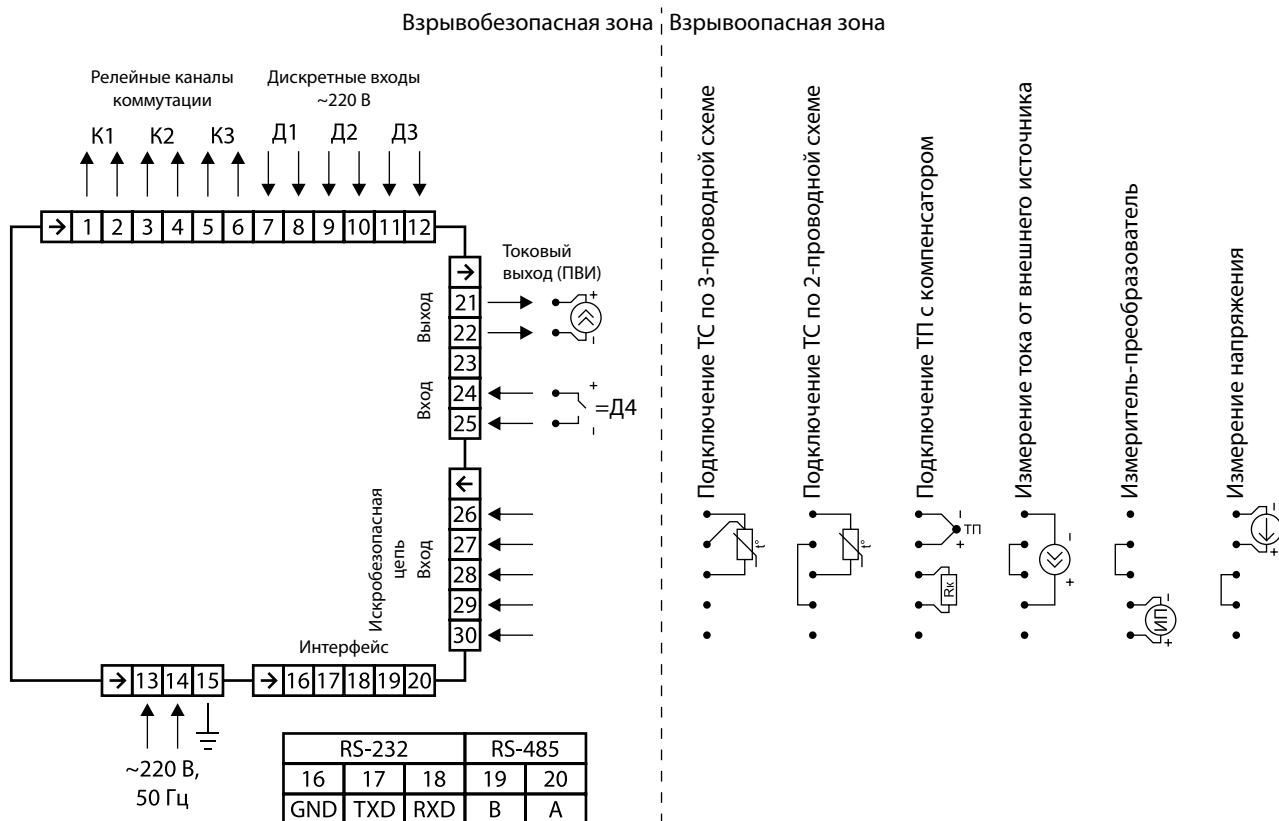 Взрывобезопасная зона
Взрывоопасная зона
Релейные каналы
коммутации
Дискретные входы
~220 В
К1
К2
К3
Д1
Д2
Д3
1 2 3 4 5 6 7 8 9 10 11 12
Токовый
выход (ПВИ)
Выход
21
22
23
+
−
Вход
24
25
+
=Д4
−
Искробезопасная
цепь
Вход
26
27
28
29
30
Интерфейс
13 14 15
16 17 18 19 20
~220 В,
50 Гц
RS-232 RS-485
16 17 18 19 20
GND TXD RXD B A
Подключение ТС по 3-проводной схеме
t°
Подключение ТС по 2-проводной схеме
t°
Подключение ТП с компенсатором
−
ТП
+
Rк
Измерение тока от внешнего источника
−
+
Измеритель-преобразователь
−
ИП
+
Измерение напряжения
−
+